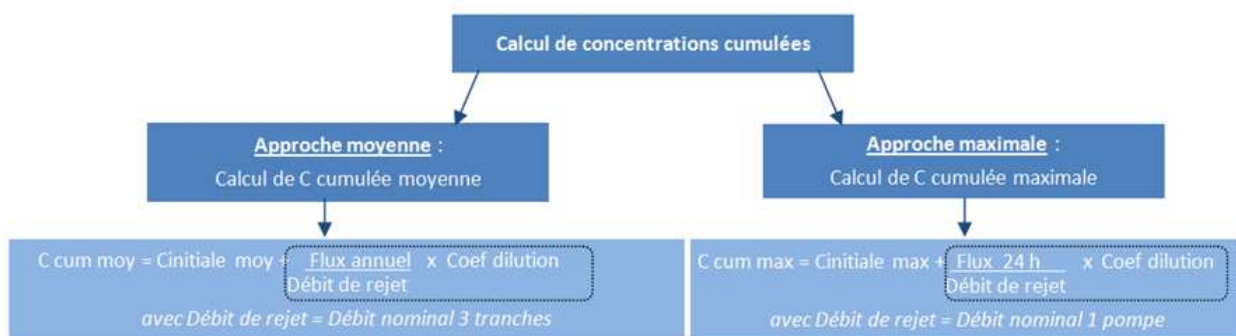 Calcul de concentrations cumulées
Approche moyenne :
Calcul de C cumulée moyenne
Approche maximale :
Calcul de C cumulée maximale
C cum moy = Cinitiale moy + Flux annuel x Coef dilution
Débit de rejet
avec Débit de rejet = Débit nominal 3 tranches
C cum max = Cinitiale max + Flux 24 h x Coef dilution
Débit de rejet
avec Débit de rejet = Débit nominal 1 pompe